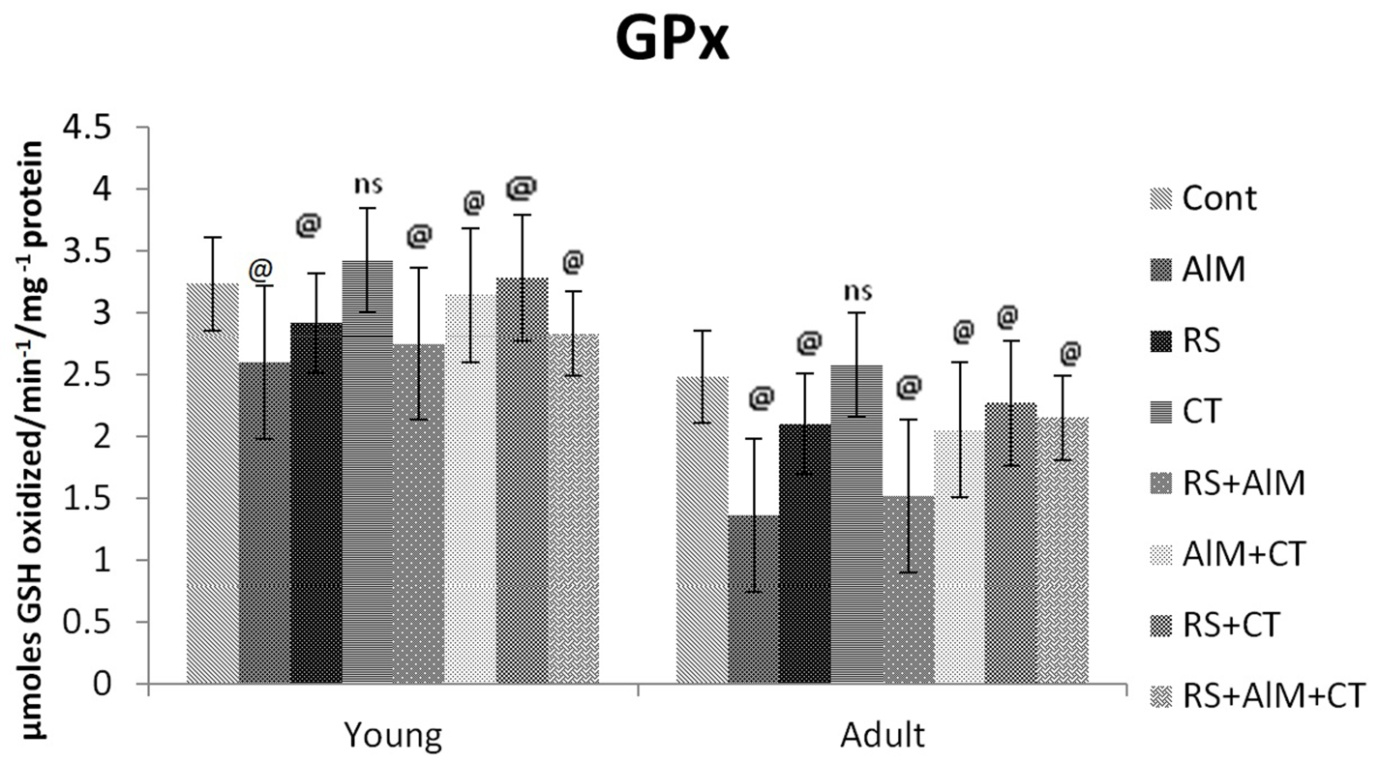 GPx
µmoles GSH oxidized/min⁻¹/mg⁻¹protein
4.5
4
3.5
3
2.5
2
1.5
1
0.5
0
@
@
ns
@
@
@
@
@
@
ns
@
@
@
@
Young
Adult
Cont
AlM
RS
CT
RS+AlM
AlM+CT
RS+CT
RS+AlM+CT